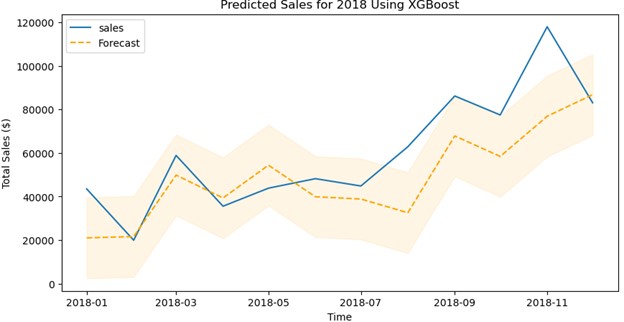 Predicted Sales for 2018 Using XGBoost
sales
Forecast
120000
100000
80000
60000
40000
20000
0
Total Sales ($)
2018-01 2018-03 2018-05 2018-07 2018-09 2018-11
Time